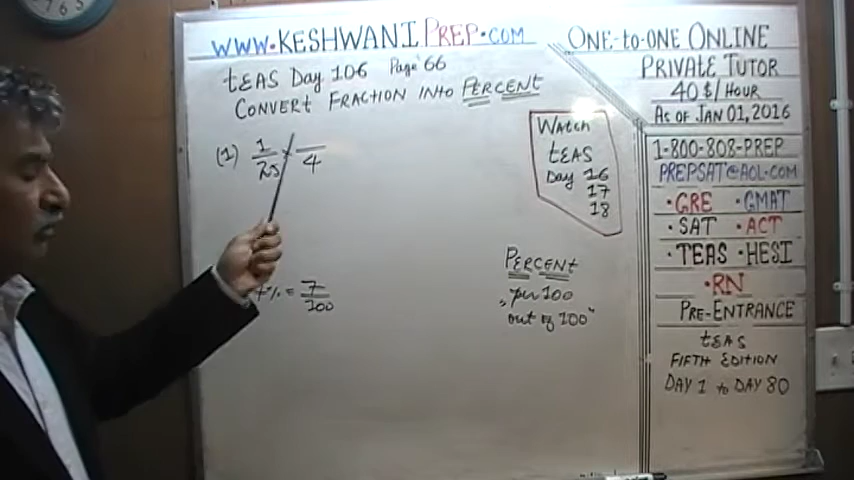 WWW.KESHWANIPREP.COM
tEAS Day 106 Page 66
CONVERT FRACTION INTO PERCENT
(1) 1/25 × /4
7% = 7/100
WATCH
tEAS
Day 16
17
18
PERCENT
"per 100
out of 100"
ONE-to-ONE ONLINE
PRIVATE TUTOR
40 $/HOUR
AS OF JAN 01, 2016
1-800-808-PREP
PREPSAT@AOL.COM
•GRE •GMAT
•SAT •ACT
•TEAS •HESI
•RN
PRE-ENTRANCE
tEAS
FIFTH EDITION
DAY 1 to DAY 80